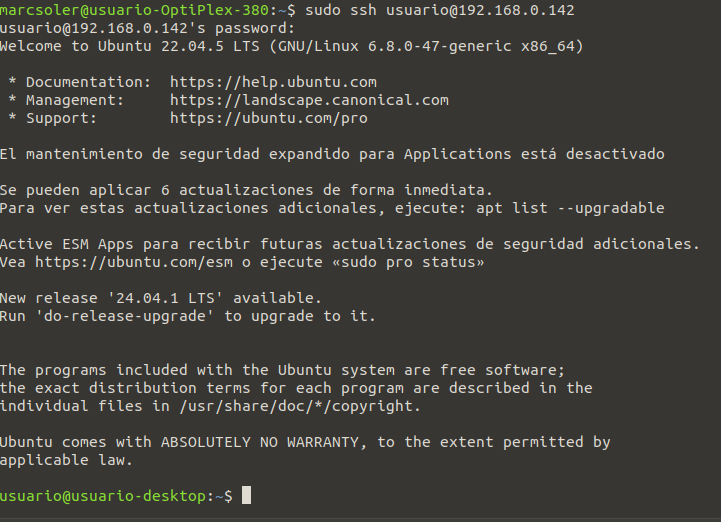 marcsoler@usuario-OptiPlex-380:~$ sudo ssh usuario@192.168.0.142
usuario@192.168.0.142's password:
Welcome to Ubuntu 22.04.5 LTS (GNU/Linux 6.8.0-47-generic x86_64)
* Documentation:  https://help.ubuntu.com
* Management:     https://landscape.canonical.com
* Support:        https://ubuntu.com/pro
El mantenimiento de seguridad expandido para Applications está desactivado
Se pueden aplicar 6 actualizaciones de forma inmediata.
Para ver estas actualizaciones adicionales, ejecute: apt list --upgradable
Active ESM Apps para recibir futuras actualizaciones de seguridad adicionales.
Vea https://ubuntu.com/esm o ejecute «sudo pro status»
New release '24.04.1 LTS' available.
Run 'do-release-upgrade' to upgrade to it.
The programs included with the Ubuntu system are free software;
the exact distribution terms for each program are described in the
individual files in /usr/share/doc/*/copyright.
Ubuntu comes with ABSOLUTELY NO WARRANTY, to the extent permitted by
applicable law.
usuario@usuario-desktop:~$